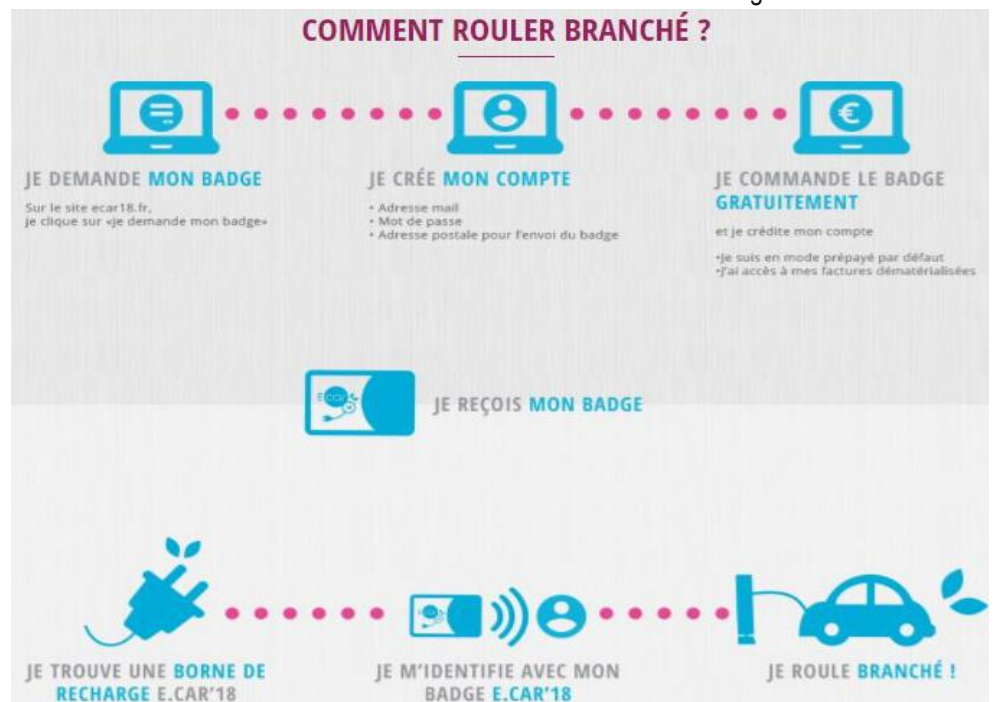 COMMENT ROULER BRANCHÉ ?
JE DEMANDE MON BADGE
Sur le site ecar18.fr,
je clique sur «je demande mon badge»
JE CRÉE MON COMPTE
• Adresse mail
• Mot de passe
• Adresse postale pour l'envoi du badge
JE COMMANDE LE BADGE
GRATUITEMENT
et je crédite mon compte
•Je suis en mode prépayé par défaut
•J'ai accès à mes factures dématérialisées
JE REÇOIS MON BADGE
JE TROUVE UNE BORNE DE
RECHARGE E.CAR'18
JE M'IDENTIFIE AVEC MON
BADGE E.CAR'18
JE ROULE BRANCHÉ !